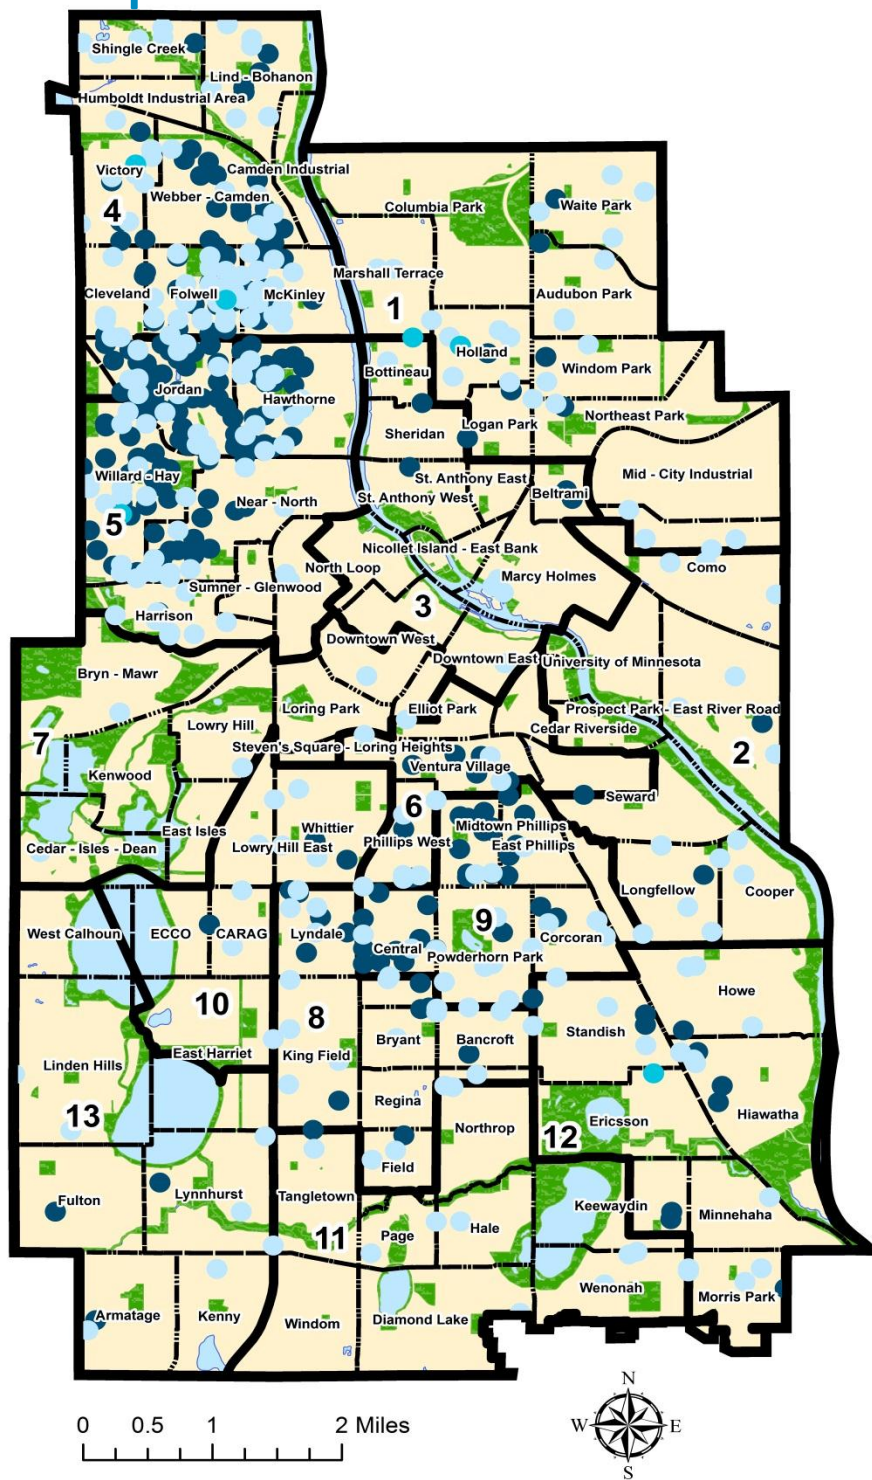 Shingle Creek
Lind - Bohanon
Humboldt Industrial Area
Victory
Camden Industrial
Webber - Camden
4
Columbia Park
Waite Park
Marshall Terrace
Cleveland
Folwell
McKinley
Audubon Park
1
Holland
Bottineau
Windom Park
Jordan
Hawthorne
Northeast Park
Logan Park
Sheridan
Willard - Hay
St. Anthony East
Mid - City Industrial
Beltrami
Near - North
St. Anthony West
5
Nicollet Island - East Bank
North Loop
Como
Marcy Holmes
Sumner - Glenwood
3
Harrison
Downtown West
Downtown East
University of Minnesota
Bryn - Mawr
Loring Park
Elliot Park
Prospect Park - East River Road
Lowry Hill
Cedar Riverside
7
Steven's Square - Loring Heights
2
Kenwood
Ventura Village
Seward
6
East Isles
Whittier
Midtown Phillips
Phillips West
East Phillips
Cedar - Isles - Dean
Lowry Hill East
Longfellow
Cooper
West Calhoun
ECCO
CARAG
Lyndale
9
Central
Corcoran
Powderhorn Park
Howe
10
8
Standish
Bryant
Bancroft
East Harriet
King Field
Linden Hills
Regina
Hiawatha
13
Ericsson
Northrop
12
Field
Fulton
Lynnhurst
Tangletown
Keewaydin
Minnehaha
Hale
11
Page
Wenonah
Morris Park
Armatage
Kenny
Windom
Diamond Lake
N
W E
S
0 0.5 1 2 Miles